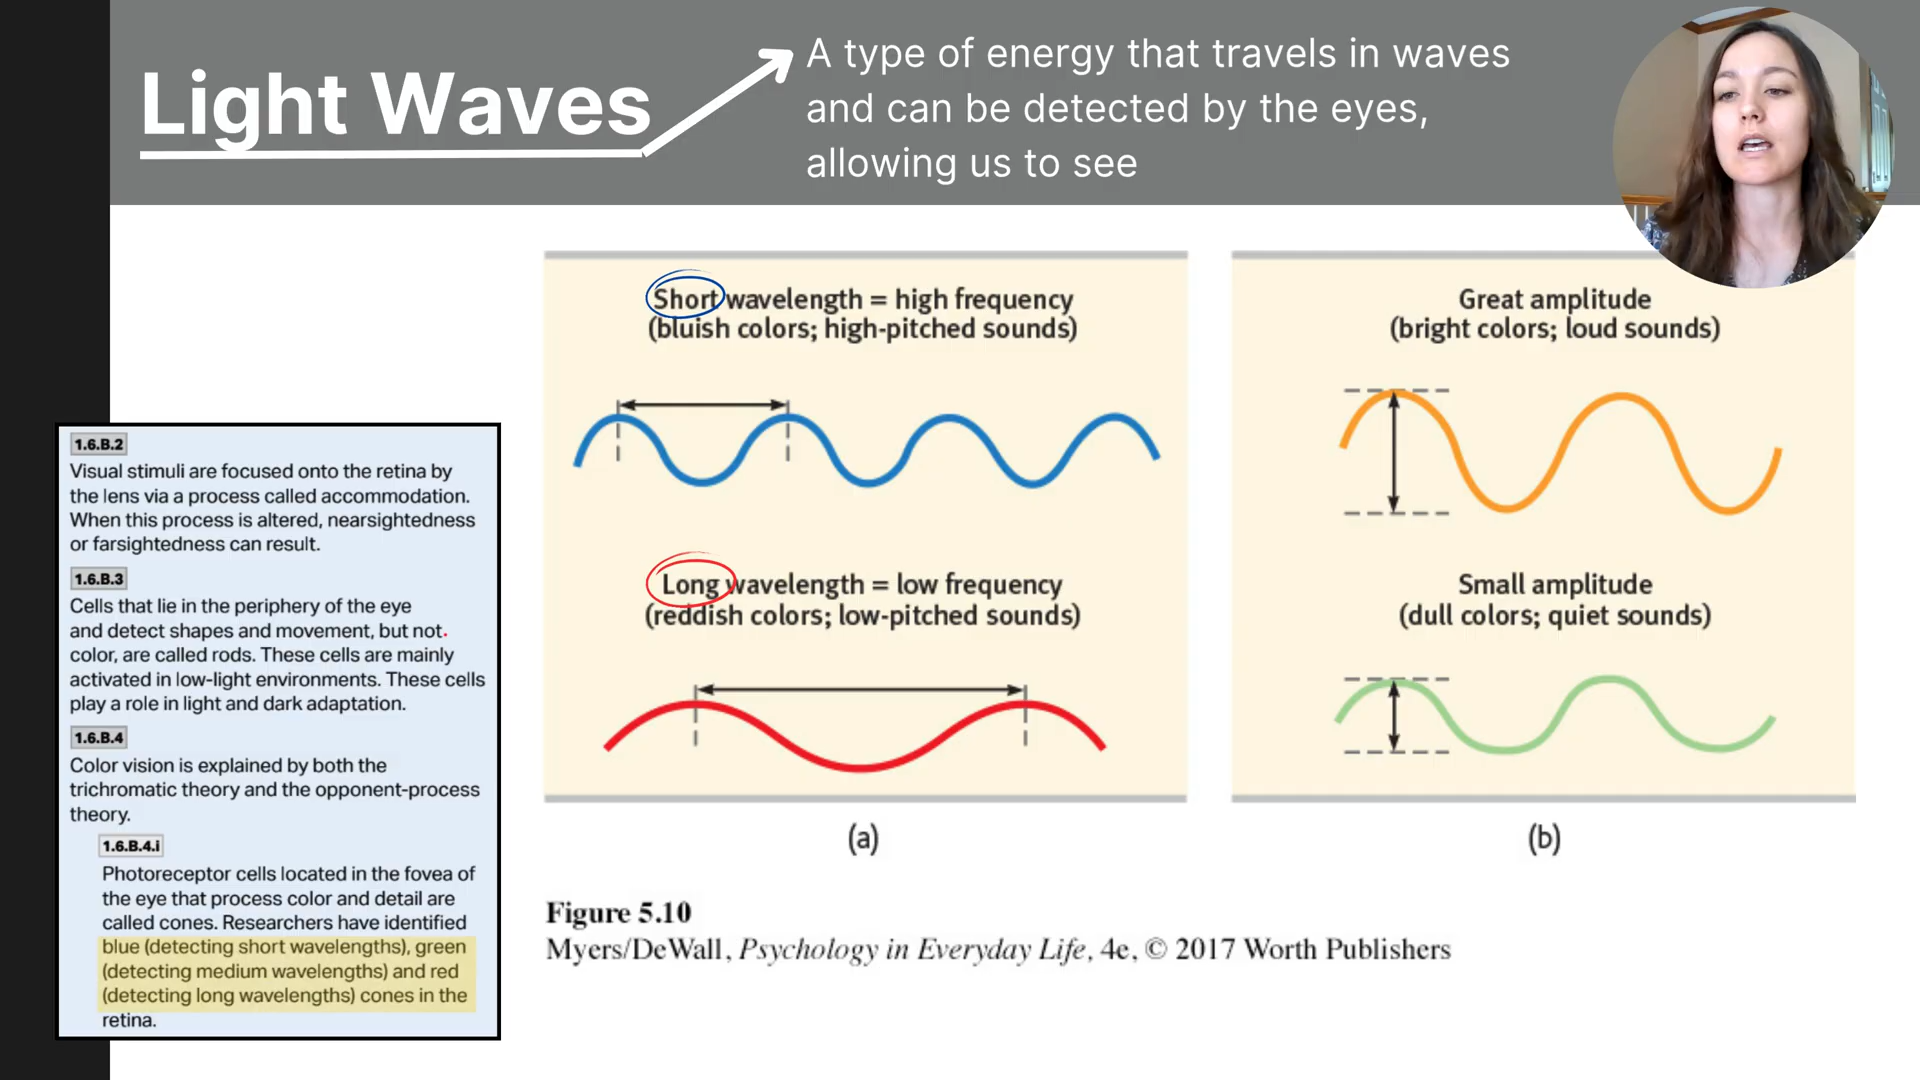 Light Waves
A type of energy that travels in waves
and can be detected by the eyes,
allowing us to see
Short wavelength = high frequency
(bluish colors; high-pitched sounds)
Long wavelength = low frequency
(reddish colors; low-pitched sounds)
(a)
Great amplitude
(bright colors; loud sounds)
Small amplitude
(dull colors; quiet sounds)
(b)
Figure 5.10
Myers/DeWall, Psychology in Everyday Life, 4e, © 2017 Worth Publishers
1.6.B.2
Visual stimuli are focused onto the retina by
the lens via a process called accommodation.
When this process is altered, nearsightedness
or farsightedness can result.
1.6.B.3
Cells that lie in the periphery of the eye
and detect shapes and movement, but not
color, are called rods. These cells are mainly
activated in low-light environments. These cells
play a role in light and dark adaptation.
1.6.B.4
Color vision is explained by both the
trichromatic theory and the opponent-process
theory.
1.6.B.4.i
Photoreceptor cells located in the fovea of
the eye that process color and detail are
called cones. Researchers have identified
blue (detecting short wavelengths), green
(detecting medium wavelengths) and red
(detecting long wavelengths) cones in the
retina.